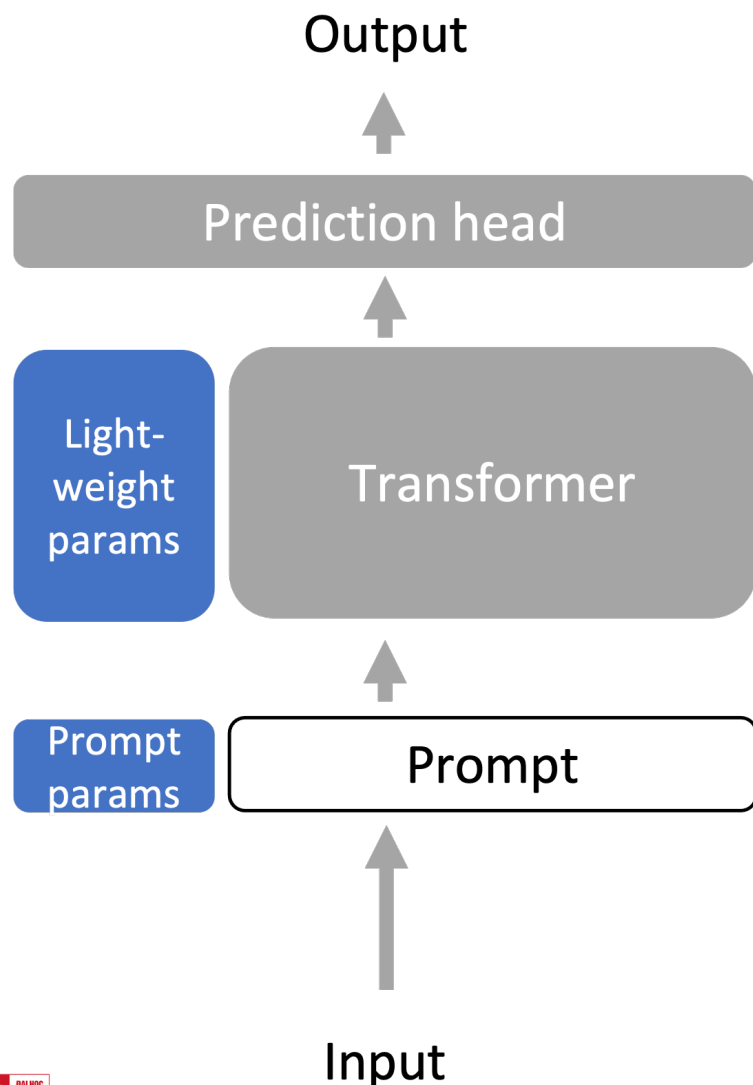 Output
Prediction head
Light-
weight
params
Transformer
Prompt
params
Prompt
Input